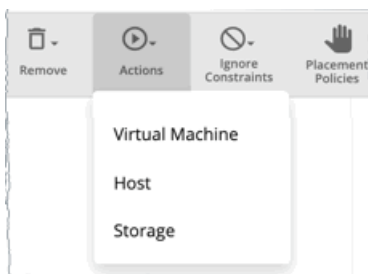 Remove
Actions
Ignore
Constraints
Placement
Policies
Virtual Machine
Host
Storage